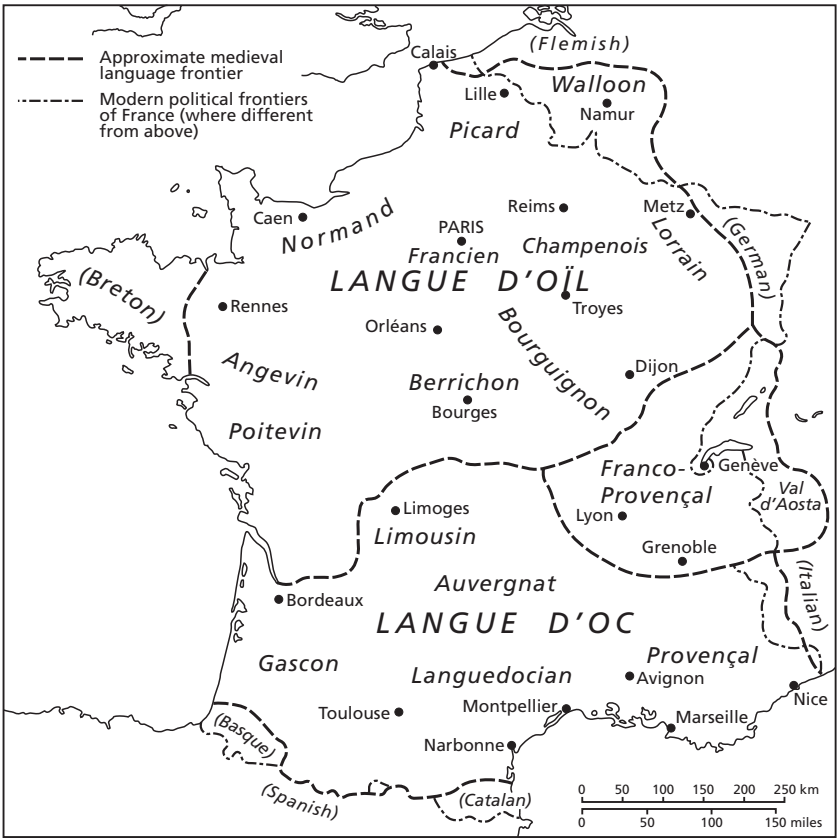 Approximate medieval
language frontier
Modern political frontiers
of France (where different
from above)
(Flemish)
Calais
Walloon
Lille
Namur
Picard
Caen
Normand
Reims
Metz
PARIS
Francien
Champenois
Lorrain
(German)
LANGUE D'OÏL
(Breton)
Rennes
Troyes
Orléans
Bourguignon
Angevin
Dijon
Berrichon
Bourges
Poitevin
Franco-
Provençal
Genève
Val
d'Aosta
Limoges
Lyon
Limousin
Grenoble
(Italian)
Auvergnat
Bordeaux
LANGUE D'OC
Gascon
Provençal
Languedocian
Avignon
Nice
Montpellier
Toulouse
Marseille
(Basque)
Narbonne
(Spanish)
(Catalan)
0 50 100 150 200 250 km
0 50 100 150 miles